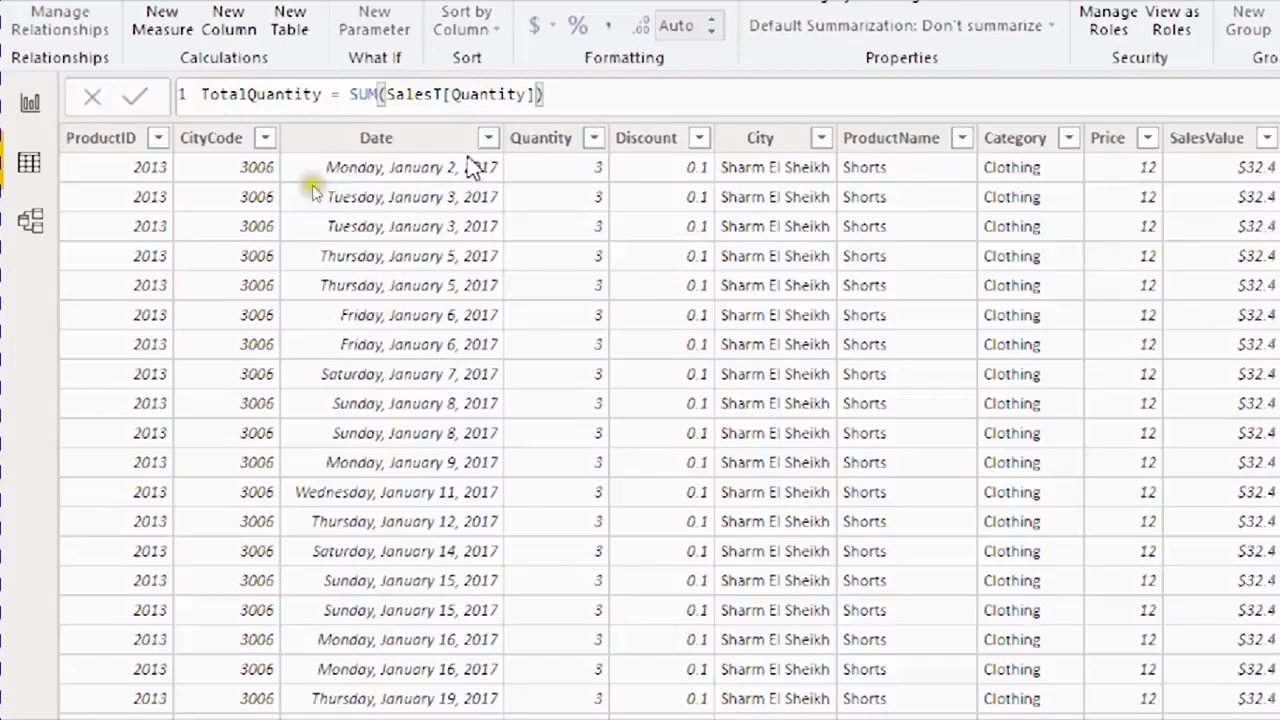 Manage Relationships New Measure New Column New Table New Parameter Sort by Column $ % , .00 Auto Default Summarization: Don't summarize Manage Roles View as Roles New Group
Relationships Calculations What If Sort Formatting Properties Security Gro
1 TotalQuantity = SUM(SalesT[Quantity])
ProductID CityCode Date Quantity Discount City ProductName Category Price SalesValue
2013 3006 Monday, January 2, 2017 3 0.1 Sharm El Sheikh Shorts Clothing 12 $32.4
2013 3006 Tuesday, January 3, 2017 3 0.1 Sharm El Sheikh Shorts Clothing 12 $32.4
2013 3006 Tuesday, January 3, 2017 3 0.1 Sharm El Sheikh Shorts Clothing 12 $32.4
2013 3006 Thursday, January 5, 2017 3 0.1 Sharm El Sheikh Shorts Clothing 12 $32.4
2013 3006 Thursday, January 5, 2017 3 0.1 Sharm El Sheikh Shorts Clothing 12 $32.4
2013 3006 Friday, January 6, 2017 3 0.1 Sharm El Sheikh Shorts Clothing 12 $32.4
2013 3006 Friday, January 6, 2017 3 0.1 Sharm El Sheikh Shorts Clothing 12 $32.4
2013 3006 Saturday, January 7, 2017 3 0.1 Sharm El Sheikh Shorts Clothing 12 $32.4
2013 3006 Sunday, January 8, 2017 3 0.1 Sharm El Sheikh Shorts Clothing 12 $32.4
2013 3006 Sunday, January 8, 2017 3 0.1 Sharm El Sheikh Shorts Clothing 12 $32.4
2013 3006 Monday, January 9, 2017 3 0.1 Sharm El Sheikh Shorts Clothing 12 $32.4
2013 3006 Wednesday, January 11, 2017 3 0.1 Sharm El Sheikh Shorts Clothing 12 $32.4
2013 3006 Thursday, January 12, 2017 3 0.1 Sharm El Sheikh Shorts Clothing 12 $32.4
2013 3006 Saturday, January 14, 2017 3 0.1 Sharm El Sheikh Shorts Clothing 12 $32.4
2013 3006 Sunday, January 15, 2017 3 0.1 Sharm El Sheikh Shorts Clothing 12 $32.4
2013 3006 Sunday, January 15, 2017 3 0.1 Sharm El Sheikh Shorts Clothing 12 $32.4
2013 3006 Monday, January 16, 2017 3 0.1 Sharm El Sheikh Shorts Clothing 12 $32.4
2013 3006 Monday, January 16, 2017 3 0.1 Sharm El Sheikh Shorts Clothing 12 $32.4
2013 3006 Thursday, January 19, 2017 3 0.1 Sharm El Sheikh Shorts Clothing 12 $32.4